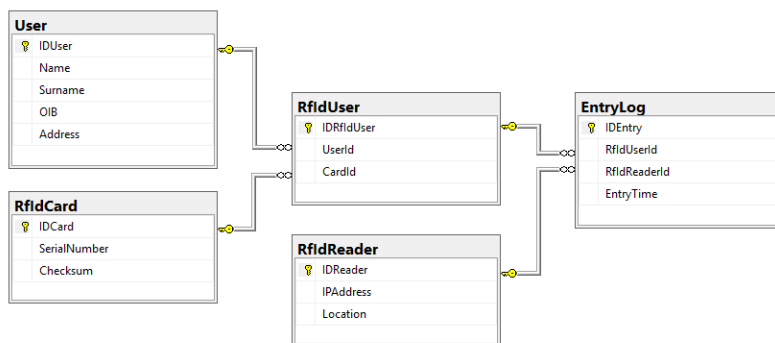 User
IDUser
Name
Surname
OIB
Address
RfIdCard
IDCard
SerialNumber
Checksum
RfIdUser
IDRfIdUser
UserId
CardId
RfIdReader
IDReader
IPAddress
Location
EntryLog
IDEntry
RfIdUserId
RfIdReaderId
EntryTime